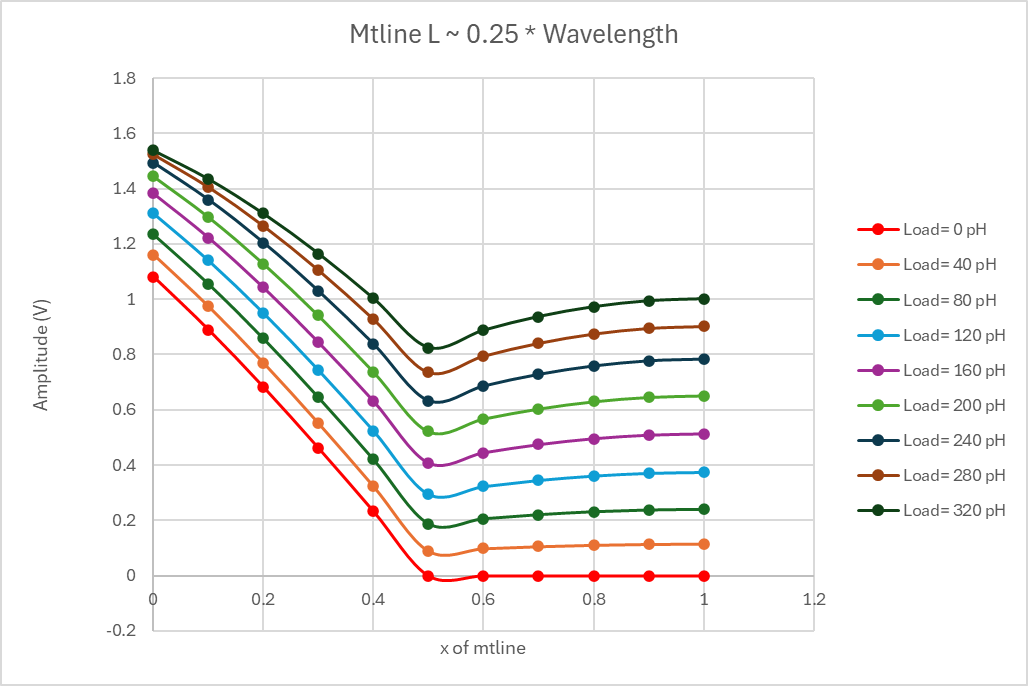 Mtline L ~ 0.25 * Wavelength
1.8
1.6
1.4
1.2
1
0.8
0.6
0.4
0.2
0
-0.2
Amplitude (V)
0 0.2 0.4 0.6 0.8 1 1.2
x of mtline
Load= 0 pH
Load= 40 pH
Load= 80 pH
Load= 120 pH
Load= 160 pH
Load= 200 pH
Load= 240 pH
Load= 280 pH
Load= 320 pH